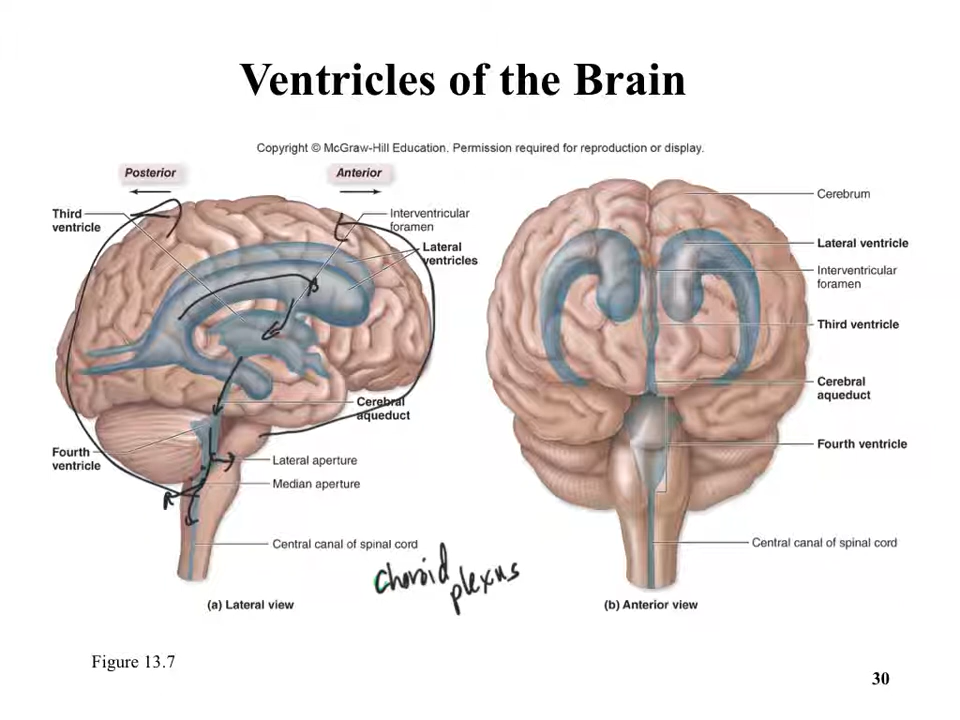 Ventricles of the Brain
Copyright © McGraw-Hill Education. Permission required for reproduction or display.
Posterior
Anterior
Third
ventricle
Interventricular
foramen
Lateral
ventricles
Cerebral
aqueduct
Fourth
ventricle
Lateral aperture
Median aperture
Central canal of spinal cord
(a) Lateral view
Choroid
plexus
Cerebrum
Lateral ventricle
Interventricular
foramen
Third ventricle
Cerebral
aqueduct
Fourth ventricle
Central canal of spinal cord
(b) Anterior view
Figure 13.7
30